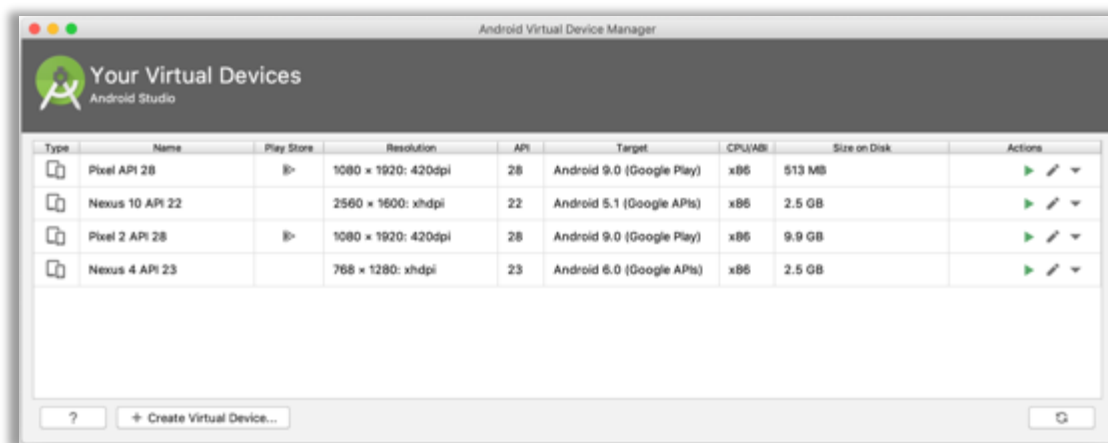 Android Virtual Device Manager
Your Virtual Devices
Android Studio
Type Name Play Store Resolution API Target CPU/ABI Size on Disk Actions
Pixel API 28 1080 × 1920: 420dpi 28 Android 9.0 (Google Play) x86 513 MB
Nexus 10 API 22 2560 × 1600: xhdpi 22 Android 5.1 (Google APIs) x86 2.5 GB
Pixel 2 API 28 1080 × 1920: 420dpi 28 Android 9.0 (Google Play) x86 9.9 GB
Nexus 4 API 23 768 × 1280: xhdpi 23 Android 6.0 (Google APIs) x86 2.5 GB
? + Create Virtual Device...